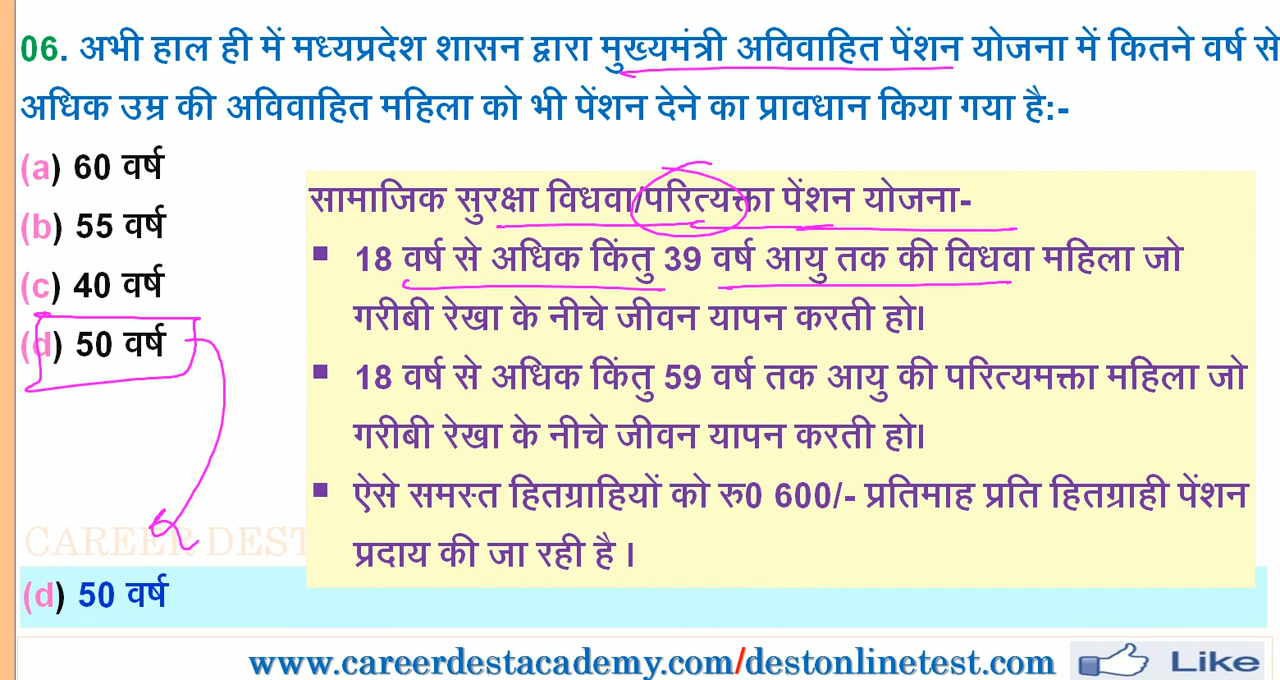 06. अभी हाल ही में मध्यप्रदेश शासन द्वारा मुख्यमंत्री अविवाहित पेंशन योजना में कितने वर्ष से
अधिक उम्र की अविवाहित महिला को भी पेंशन देने का प्रावधान किया गया है:-
(a) 60 वर्ष
(b) 55 वर्ष
(c) 40 वर्ष
(d) 50 वर्ष
सामाजिक सुरक्षा विधवा/परित्यक्ता पेंशन योजना-
▪ 18 वर्ष से अधिक किंतु 39 वर्ष आयु तक की विधवा महिला जो
गरीबी रेखा के नीचे जीवन यापन करती हो।
▪ 18 वर्ष से अधिक किंतु 59 वर्ष तक आयु की परित्यमक्ता महिला जो
गरीबी रेखा के नीचे जीवन यापन करती हो।
▪ ऐसे समस्त हितग्राहियों को रु0 600/- प्रतिमाह प्रति हितग्राही पेंशन
प्रदाय की जा रही है ।
CAREER DEST
(d) 50 वर्ष
www.careerdestacademy.com/destonlinetest.com
Like